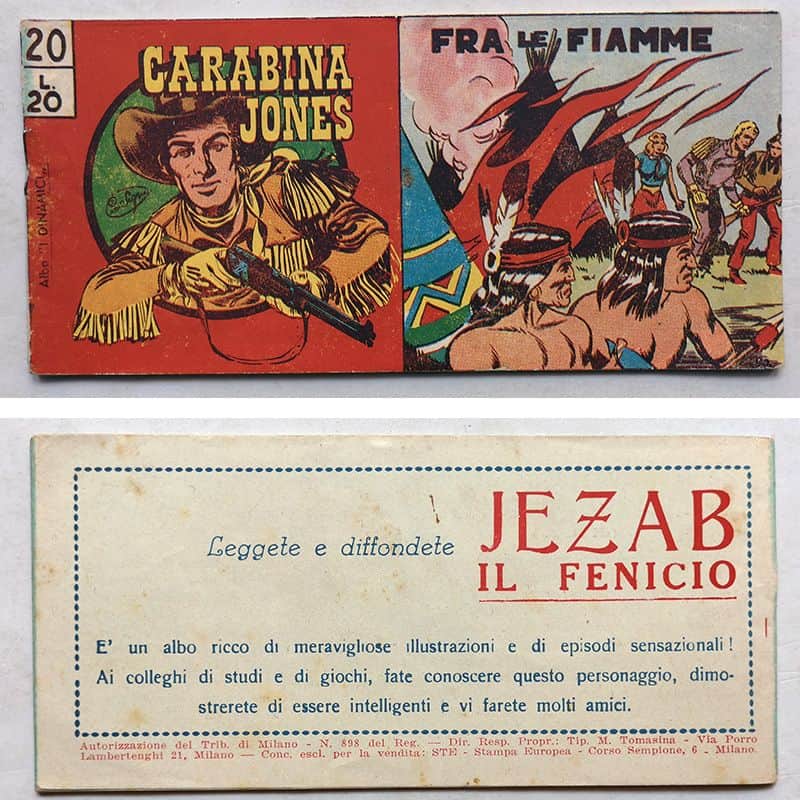 20
L.
20
CARABINA
JONES
Albo "I DINAMICI"
FRA LE FIAMME
Leggete e diffondete
JEZAB
IL FENICIO
E' un albo ricco di meravigliose illustrazioni e di episodi sensazionali!
Ai colleghi di studi e di giochi, fate conoscere questo personaggio, dimo-
strerete di essere intelligenti e vi farete molti amici.
Autorizzazione del Trib. di Milano - N. 898 del Reg. — Dir. Resp. Propr.: Tip. M. Tomasina - Via Porro
Lambertenghi 21, Milano — Conc. escl. per la vendita: STE - Stampa Europea - Corso Sempione, 6 - Milano.